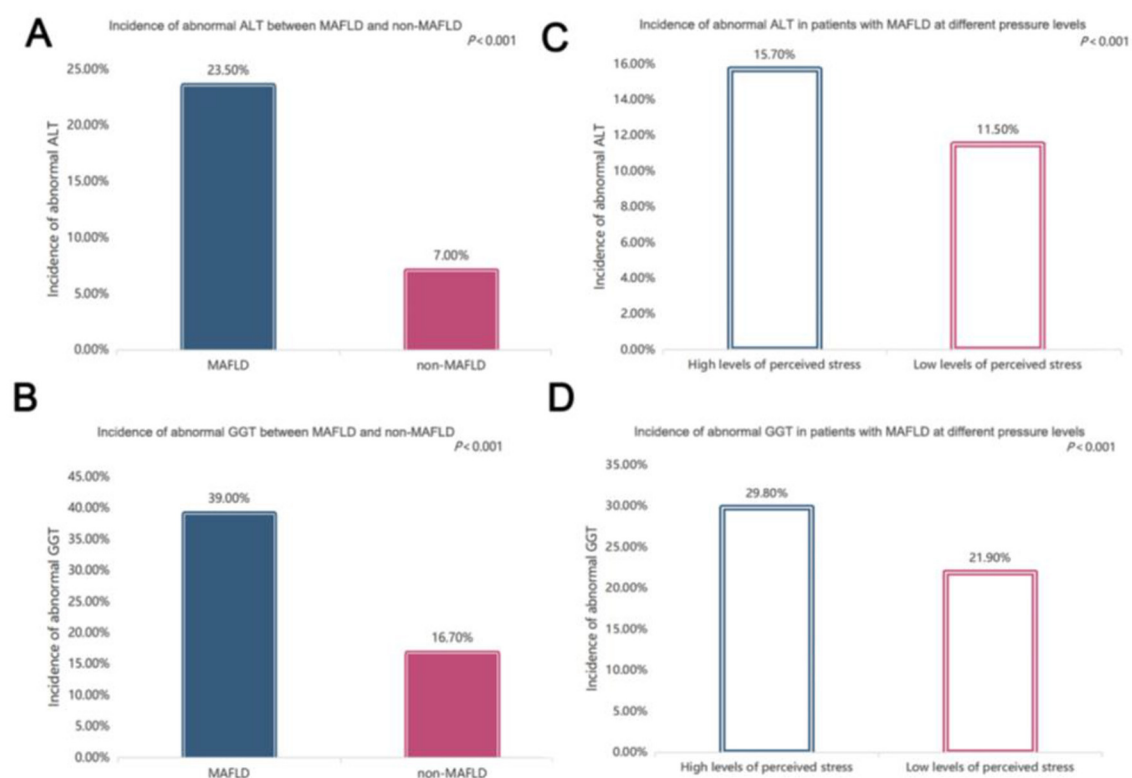 A
Incidence of abnormal ALT between MAFLD and non-MAFLD
P < 0.001
25.00%
20.00%
15.00%
10.00%
5.00%
0.00%
Incidence of abnormal ALT
23.50%
7.00%
MAFLD
non-MAFLD
B
Incidence of abnormal GGT between MAFLD and non-MAFLD
P < 0.001
45.00%
40.00%
35.00%
30.00%
25.00%
20.00%
15.00%
10.00%
5.00%
0.00%
Incidence of abnormal GGT
39.00%
16.70%
MAFLD
non-MAFLD
C
Incidence of abnormal ALT in patients with MAFLD at different pressure levels
P < 0.001
16.00%
14.00%
12.00%
10.00%
8.00%
6.00%
4.00%
2.00%
0.00%
Incidence of abnormal ALT
15.70%
11.50%
High levels of perceived stress
Low levels of perceived stress
D
Incidence of abnormal GGT in patients with MAFLD at different pressure levels
P < 0.001
35.00%
30.00%
25.00%
20.00%
15.00%
10.00%
5.00%
0.00%
Incidence of abnormal GGT
29.80%
21.90%
High levels of perceived stress
Low levels of perceived stress